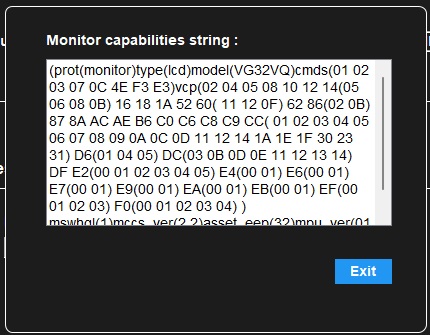 Monitor capabilities string :
(prot(monitor)type(lcd)model(VG32VQ)cmds(01 02
03 07 0C 4E F3 E3)vcp(02 04 05 08 10 12 14(05
06 08 0B) 16 18 1A 52 60( 11 12 0F) 62 86(02 0B)
87 8A AC AE B6 C0 C6 C8 C9 CC( 01 02 03 04 05
06 07 08 09 0A 0C 0D 11 12 14 1A 1E 1F 30 23
31) D6(01 04 05) DC(03 0B 0D 0E 11 12 13 14)
DF E2(00 01 02 03 04 05) E4(00 01) E6(00 01)
E7(00 01) E9(00 01) EA(00 01) EB(00 01) EF(00
01 02 03) F0(00 01 02 03 04) )
mswhql(1)mccs_ver(2.2)asset_eep(32)mpu_ver(01
Exit